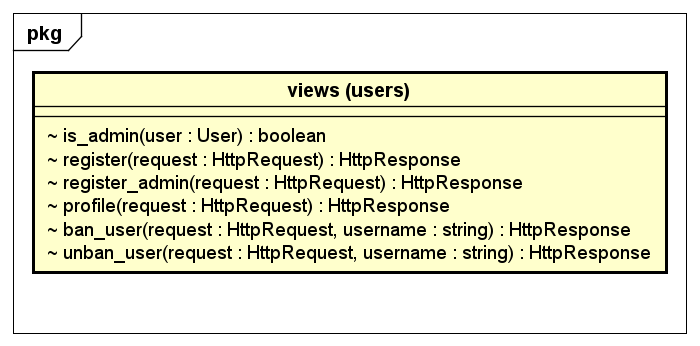 pkg
views (users)
~ is_admin(user : User) : boolean
~ register(request : HttpRequest) : HttpResponse
~ register_admin(request : HttpRequest) : HttpResponse
~ profile(request : HttpRequest) : HttpResponse
~ ban_user(request : HttpRequest, username : string) : HttpResponse
~ unban_user(request : HttpRequest, username : string) : HttpResponse